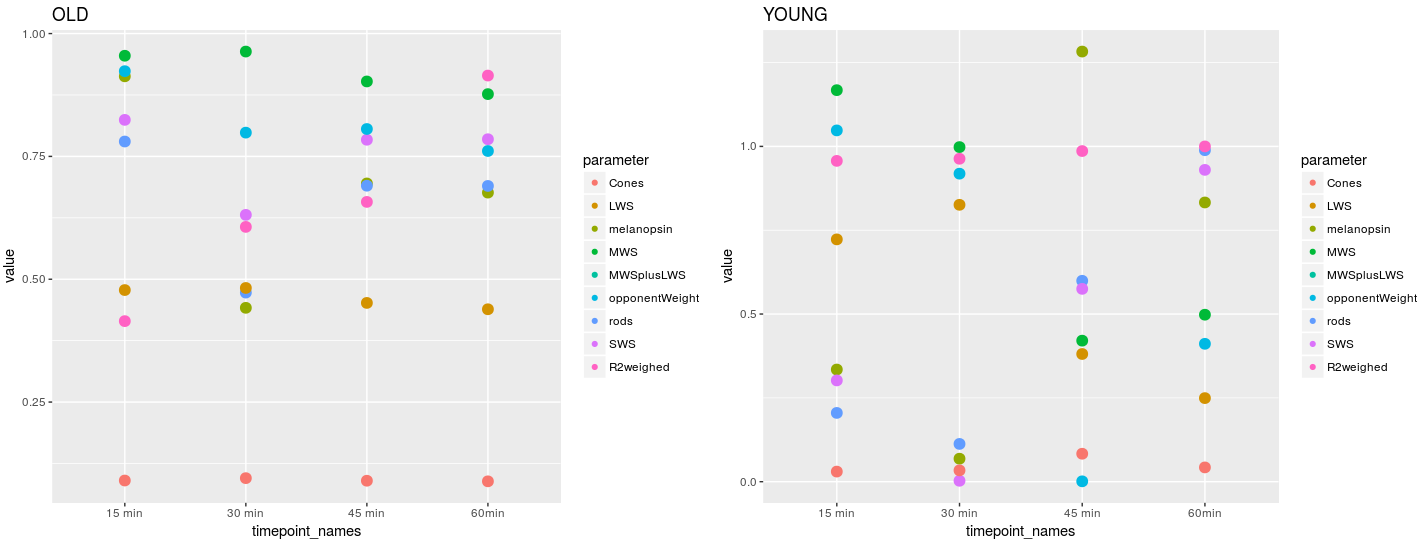 OLD
value
1.00
0.75
0.50
0.25
15 min
30 min
45 min
60min
timepoint_names
parameter
Cones
LWS
melanopsin
MWS
MWSplusLWS
opponentWeight
rods
SWS
R2weighed
YOUNG
value
1.0
0.5
0.0
15 min
30 min
45 min
60min
timepoint_names
parameter
Cones
LWS
melanopsin
MWS
MWSplusLWS
opponentWeight
rods
SWS
R2weighed